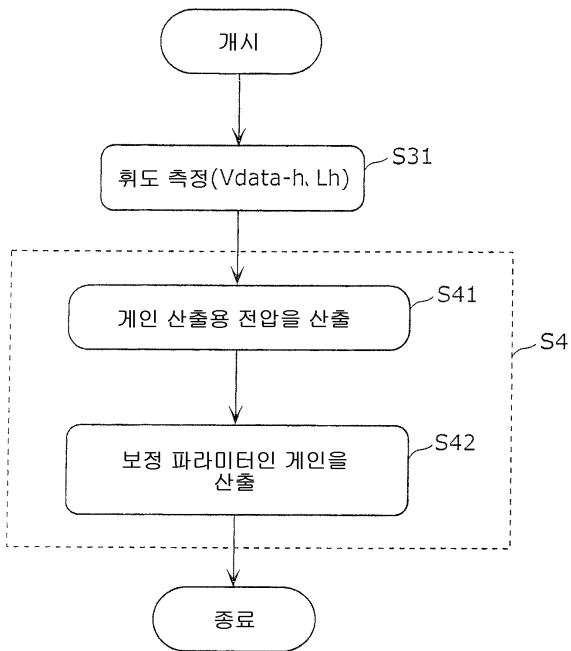 개시
휘도 측정(Vdata-h、Lh)
S31
게인 산출용 전압을 산출
S41
S4
보정 파라미터인 게인을
산출
S42
종료